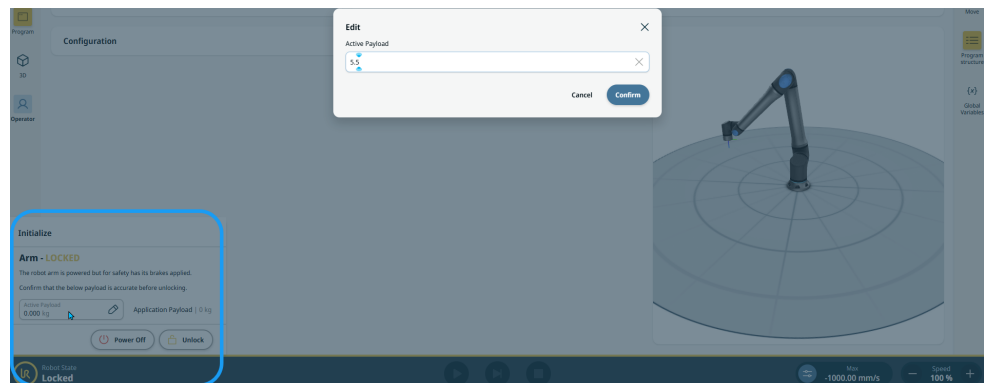 Program
Configuration
3D
Operator
Edit
Active Payload
5.5
Cancel
Confirm
Move
Program
structure
{x}
Global
Variables
Initialize
Arm - LOCKED
The robot arm is powered but for safety has its brakes applied.
Confirm that the below payload is accurate before unlocking.
Active Payload
0.000 kg
Application Payload | 0 kg
Power Off
Unlock
UR
Robot State
Locked
Max
-1000.00 mm/s
Speed
100 %